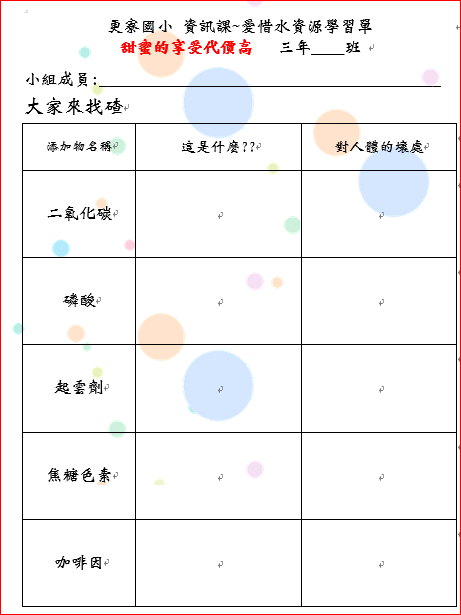 更寮國小 資訊課~愛惜水資源學習單
甜蜜的享受代價高 三年____班
小組成員:
大家來找碴
添加物名稱 這是什麼?? 對人體的壞處
二氧化碳
磷酸
起雲劑
焦糖色素
咖啡因